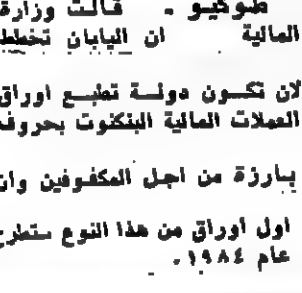 طوكيو - قالت وزارة
المالية ان اليابان تخطط
لان تكون دولة تطبع اوراق
العملات المالية البنكنوت بحروف
بارزة من اجل المكفوفين وان
اول أوراق من هذا النوع ستطرح
عام ١٩٨٤ .